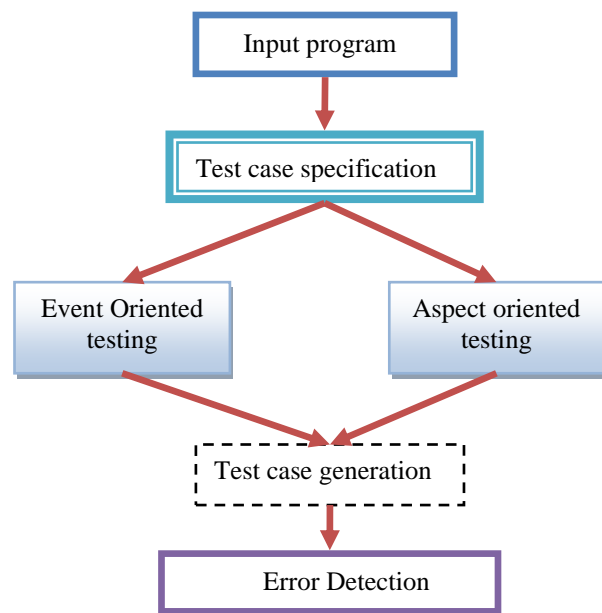 Input program
Test case specification
Event Oriented
testing
Aspect oriented
testing
Test case generation
Error Detection